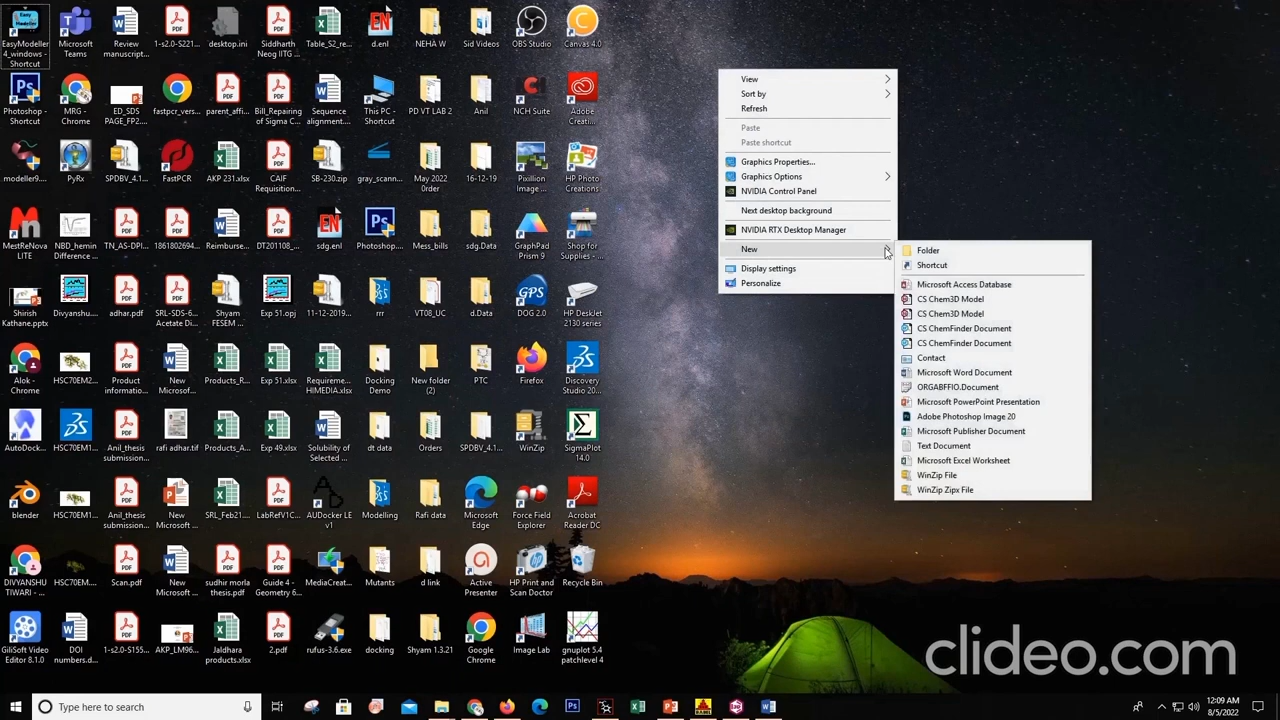 EasyModeller
4_windows -
Shortcut
Microsoft
Teams
Review
manuscript...
1-s2.0-S221...
desktop.ini
Siddharth
Neog IITG ...
Table_S2_re...
d.enl
NEHA W
Sid Videos
OBS Studio
Canvas 4.0
Photoshop -
Shortcut
MRG -
Chrome
ED_SDS
PAGE_FP2...
fastpcr_vers...
parent_affi...
Bill_Repairing
of Sigma C...
Sequence
alignment....
This PC -
Shortcut
PD VT LAB 2
Anil
NCH Suite
Adobe
Creati...
modeller9....
PyRx
SPDBV_4.1...
FastPCR
AKP 231.xlsx
CAIF
Requisition...
SB-230.zip
gray_scann...
May 2022
0rder
16-12-19
Pixillion
Image ...
HP Photo
Creations
MestReNova
LITE
NBD_hemin
Difference ...
TN_AS-DPI-...
1861802694...
Reimburse...
DT201108_...
sdg.enl
Photoshop...
Mess_bills
sdg.Data
GraphPad
Prism 9
Shop for
Supplies - ...
Shirish
Kathane.pptx
Divyanshu....
adhar.pdf
SRL-SDS-6...
Acetate Di...
Shyam
FESEM ...
Exp 51.opj
11-12-2019...
rrr
VT08_UC
d.Data
DOG 2.0
HP DeskJet
2130 series
Alok -
Chrome
HSC70EM2...
Product
informatio...
New
Microsof...
Products_R...
Exp 51.xlsx
Requireme...
HIMEDIA.xlsx
Docking
Demo
New folder
(2)
PTC
Firefox
Discovery
Studio 20...
AutoDock...
HSC70EM1...
Anil_thesis
submission...
rafi adhar.tif
Products_A...
Exp 49.xlsx
Solubility of
Selected ...
dt data
Orders
SPDBV_4.1...
WinZip
SigmaPlot
14.0
blender
HSC70EM1...
Anil_thesis
submission...
New
Microsof...
SRL_Feb21...
LabRefV1C...
AUDocker LE
v1
Modelling
Rafi data
Microsoft
Edge
Force Field
Explorer
Acrobat
Reader DC
DIVYANSHU
TIWARI - ...
HSC70EM....
Scan.pdf
New
Microsoft ...
sudhir morla
thesis.pdf
Guide 4 -
Geometry 6...
MediaCreat...
Mutants
d link
Active
Presenter
HP Print and
Scan Doctor
Recycle Bin
GiliSoft Video
Editor 8.1.0
DOI
numbers.d...
1-s2.0-S155...
AKP_LM96...
Jaldhara
products.xlsx
2.pdf
rufus-3.6.exe
docking
Shyam 1.3.21
Google
Chrome
Image Lab
gnuplot 5.4
patchlevel 4
View
Sort by
Refresh
Paste
Paste shortcut
Graphics Properties...
Graphics Options
NVIDIA Control Panel
Next desktop background
NVIDIA RTX Desktop Manager
New
Display settings
Personalize
Folder
Shortcut
Microsoft Access Database
CS Chem3D Model
CS Chem3D Model
CS ChemFinder Document
CS ChemFinder Document
Contact
Microsoft Word Document
ORGABFFIO.Document
Microsoft PowerPoint Presentation
Adobe Photoshop Image 20
Microsoft Publisher Document
Text Document
Microsoft Excel Worksheet
WinZip File
WinZip Zipx File
clideo.com
Type here to search
12:09 AM
8/5/2022